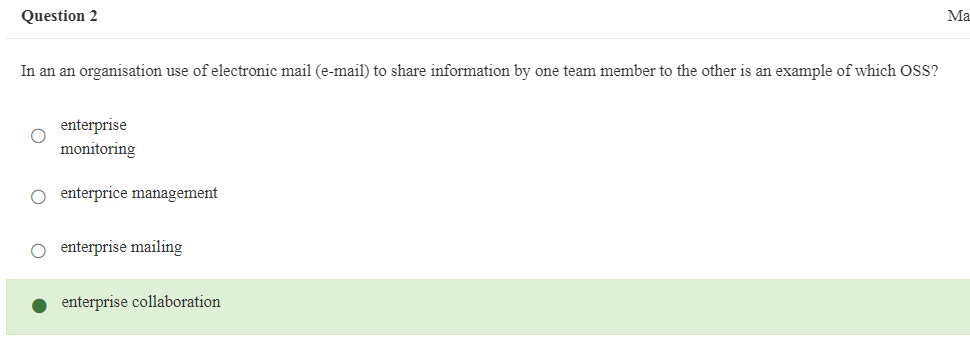 Question 2
Ma
In an an organisation use of electronic mail (e-mail) to share information by one team member to the other is an example of which OSS?
enterprise
monitoring
enterprice management
enterprise mailing
enterprise collaboration